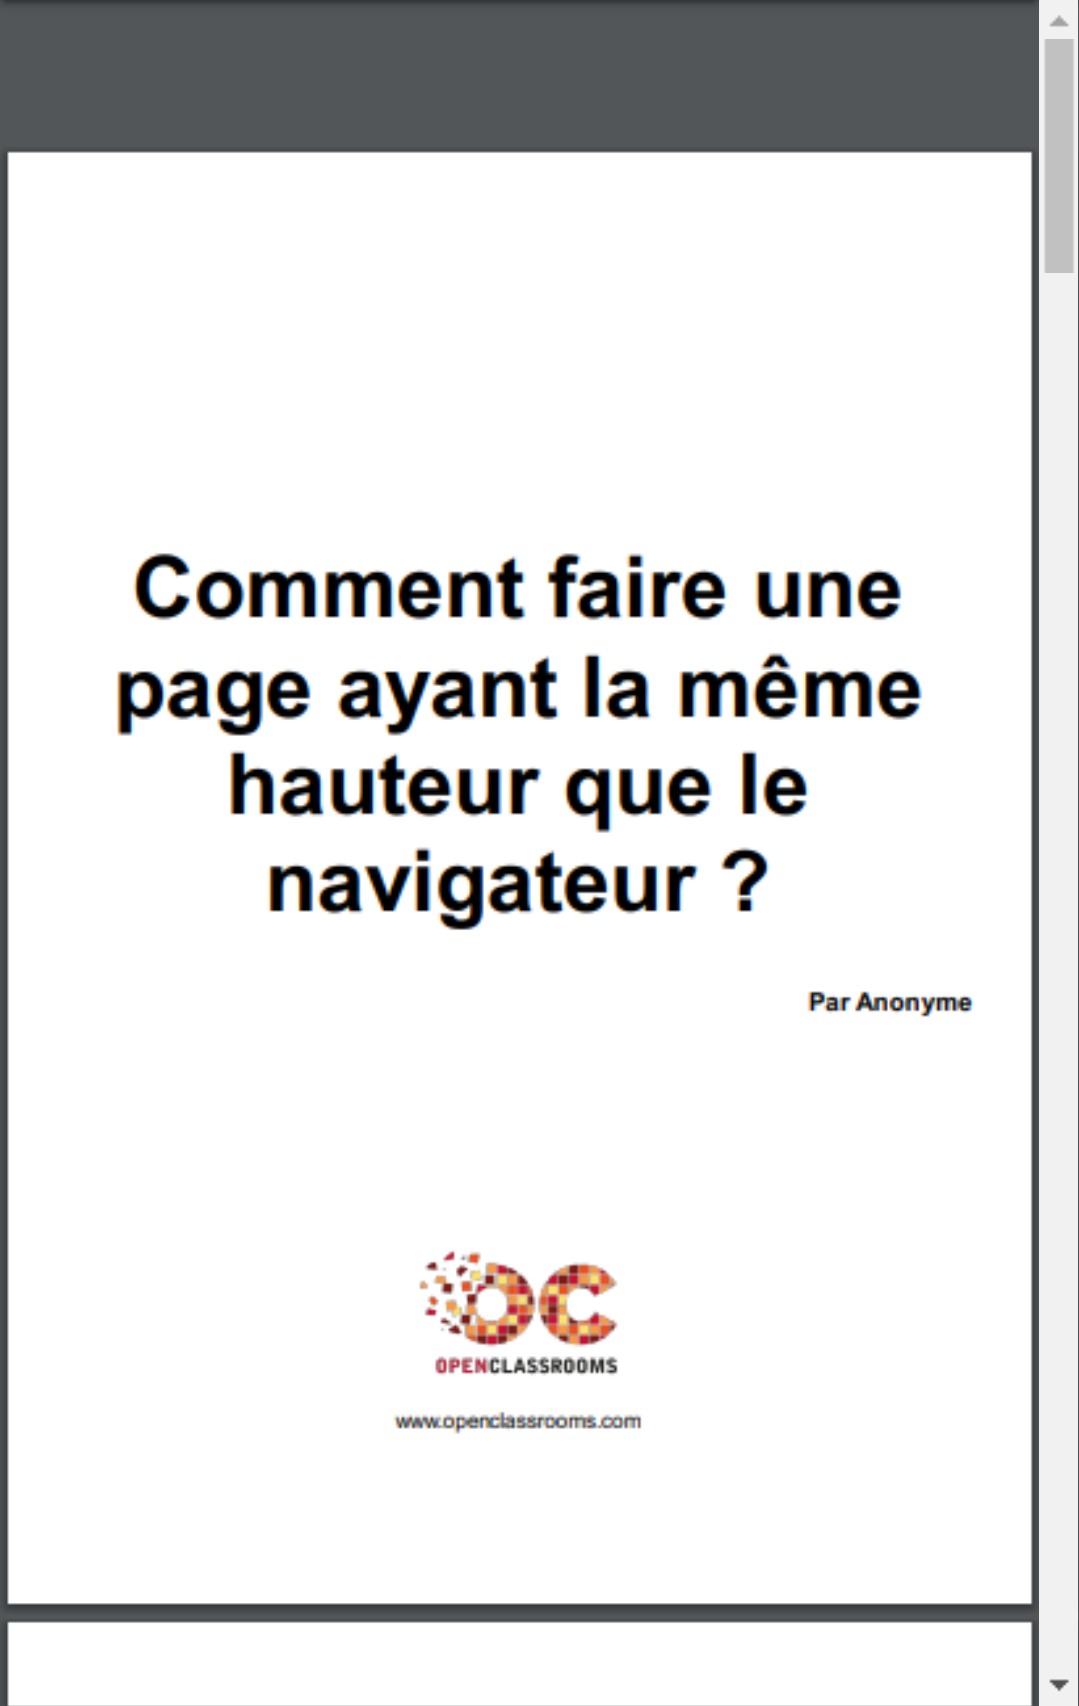 Comment faire une
page ayant la même
hauteur que le
navigateur ?
Par Anonyme
OC
OPENCLASSROOMS
www.openclassrooms.com